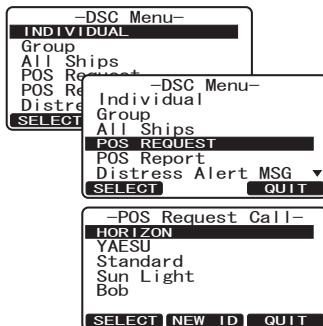 –DSC Menu–
INDIVIDUAL
Group
All Ships
POS Request
POS Re
Distre
SELECT
–DSC Menu–
Individual
Group
All Ships
POS REQUEST
POS Report
Distress Alert MSG ▼
SELECT QUIT
–POS Request Call–
HORIZON
YAESU
Standard
Sun Light
Bob
SELECT NEW ID QUIT